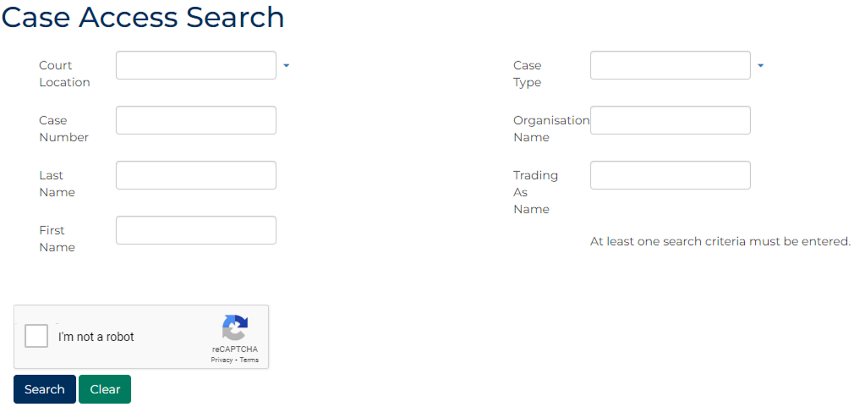 Case Access Search
Court
Location
Case
Type
Case
Number
Organisation
Name
Last
Name
Trading
As
Name
First
Name
At least one search criteria must be entered.
I'm not a robot
reCAPTCHA
Privacy - Terms
Search
Clear